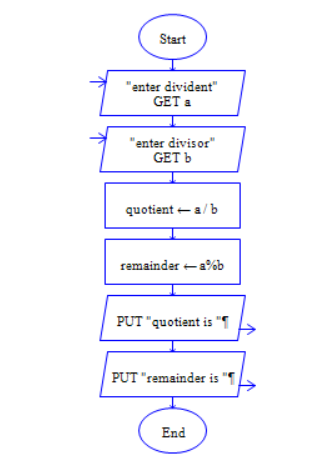 Start
"enter divident"
GET a
"enter divisor"
GET b
quotient ← a / b
remainder ← a%b
PUT "quotient is "¶
PUT "remainder is "¶
End